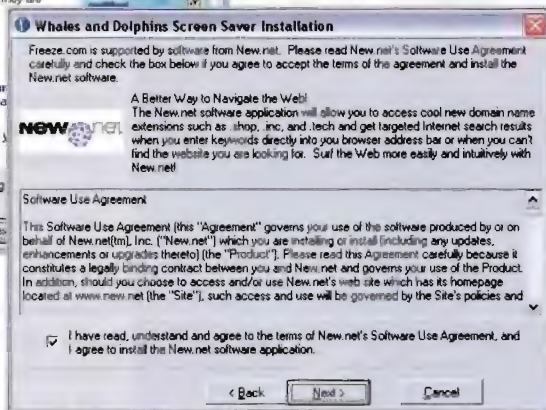 they are
Whales and Dolphins Screen Saver Installation
Freeze.com is supported by software from New.net. Please read New.net's Software Use Agreement
carefully and check the box below if you agree to accept the terms of the agreement and install the
New.net software.
A Better Way to Navigate the Web!
The New.net software application will allow you to access cool new domain name
extensions such as .shop, .inc, and .tech and get targeted Internet search results
when you enter keywords directly into you browser address bar or when you can't
find the website you are looking for. Surf the Web more easily and intuitively with
New.net!
New net
Software Use Agreement
This Software Use Agreement (this "Agreement" governs your use of the software produced by or on
behalf of New.net(tm), Inc. ("New.net") which you are installing or install (including any updates,
enhancements or upgrades thereto) (the "Product"). Please read this Agreement carefully because it
constitutes a legally binding contract between you and New.net and governs your use of the Product.
In addition, should you choose to access and/or use New.net's web site which has its homepage
located at www.new.net (the "Site"), such access and use will be governed by the Site's policies and
I have read, understand and agree to the terms of New.net's Software Use Agreement, and
I agree to install the New.net software application.
< Back
Next >
Cancel